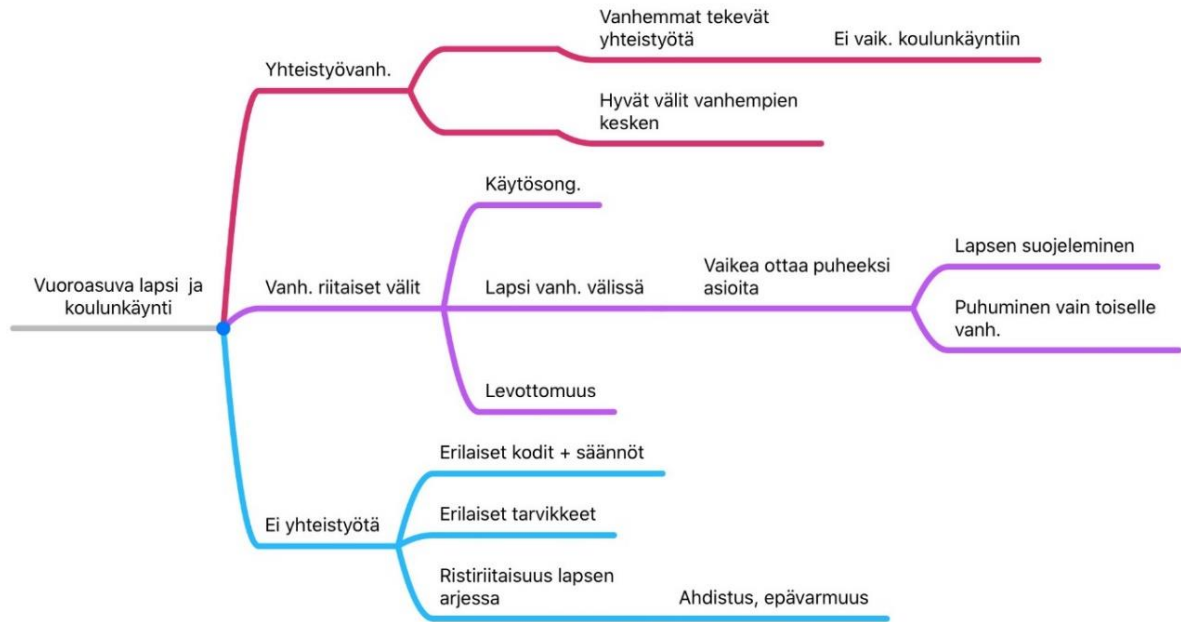 Vanhemmat tekevät
yhteistyötä
Ei vaik. koulunkäyntiin
Yhteistyövanh.
Hyvät välit vanhempien
kesken
Käytösong.
Vuoroasuva lapsi ja
koulunkäynti
Vanh. riitaiset välit
Lapsi vanh. välissä
Vaikea ottaa puheeksi
asioita
Lapsen suojeleminen
Puhuminen vain toiselle
vanh.
Levottomuus
Erilaiset kodit + säännöt
Ei yhteistyötä
Erilaiset tarvikkeet
Ristiriitaisuus lapsen
arjessa
Ahdistus, epävarmuus